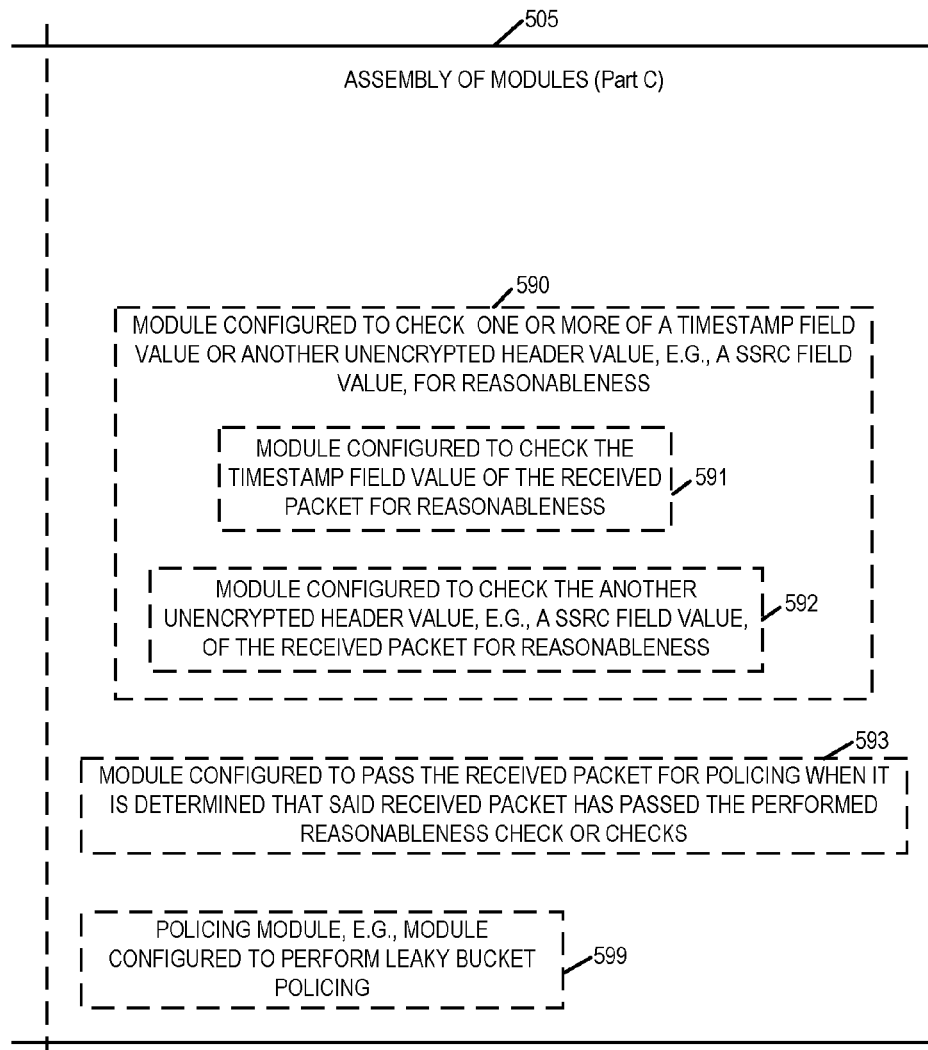 505
ASSEMBLY OF MODULES (Part C)
590
MODULE CONFIGURED TO CHECK ONE OR MORE OF A TIMESTAMP FIELD
VALUE OR ANOTHER UNENCRYPTED HEADER VALUE, E.G., A SSRC FIELD
VALUE, FOR REASONABLENESS
MODULE CONFIGURED TO CHECK THE
TIMESTAMP FIELD VALUE OF THE RECEIVED
PACKET FOR REASONABLENESS
591
MODULE CONFIGURED TO CHECK THE ANOTHER
UNENCRYPTED HEADER VALUE, E.G., A SSRC FIELD VALUE,
OF THE RECEIVED PACKET FOR REASONABLENESS
592
593
MODULE CONFIGURED TO PASS THE RECEIVED PACKET FOR POLICING WHEN IT
IS DETERMINED THAT SAID RECEIVED PACKET HAS PASSED THE PERFORMED
REASONABLENESS CHECK OR CHECKS
POLICING MODULE, E.G., MODULE
CONFIGURED TO PERFORM LEAKY BUCKET
POLICING
599